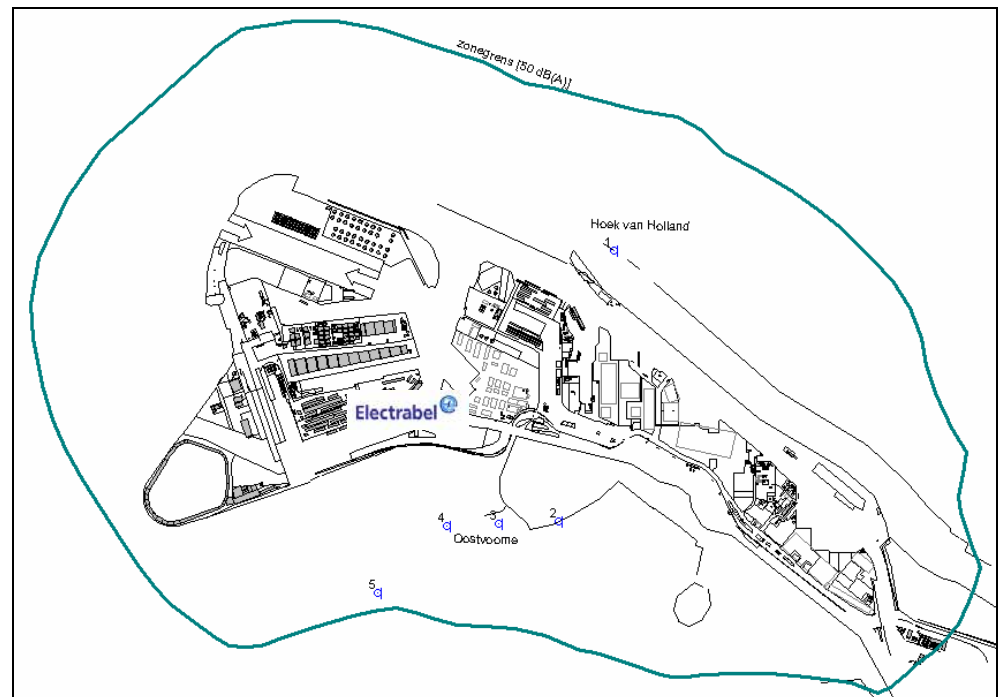 zonegrens [50 dB(A)]
Hoek van Holland
1
Electrabel
4
3
2
Oostvoorne
5